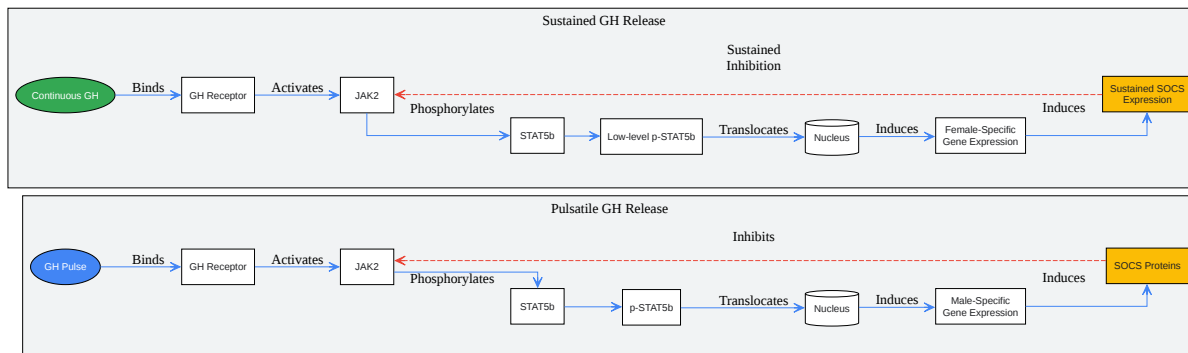 Sustained GH Release
Sustained
Inhibition
Continuous GH
Binds
GH Receptor
Activates
JAK2
Phosphorylates
STAT5b
Low-level p-STAT5b
Translocates
Nucleus
Induces
Female-Specific
Gene Expression
Induces
Sustained SOCS
Expression
Pulsatile GH Release
Inhibits
GH Pulse
Binds
GH Receptor
Activates
JAK2
Phosphorylates
STAT5b
p-STAT5b
Translocates
Nucleus
Induces
Male-Specific
Gene Expression
Induces
SOCS Proteins